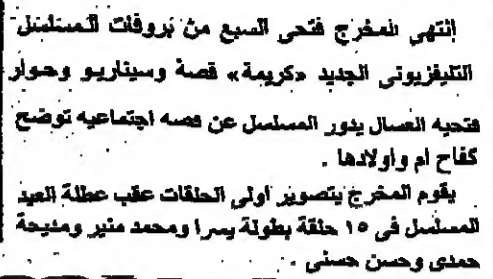 إنتهى المخرج فتحى السبع من بروفات المسلسل
التليفزيونى الجديد «كريمة» قصة وسيناريو وحوار
فتحيه العسال يدور المسلسل عن قصه اجتماعيه توضح
كفاح ام واولادها .
يقوم المخرج بتصوير اولى الحلقات عقب عطلة العيد
المسلسل فى ١٥ حلقة بطولة يسرا ومحمد منير ومديحة
حمدى وحسن حسنى .